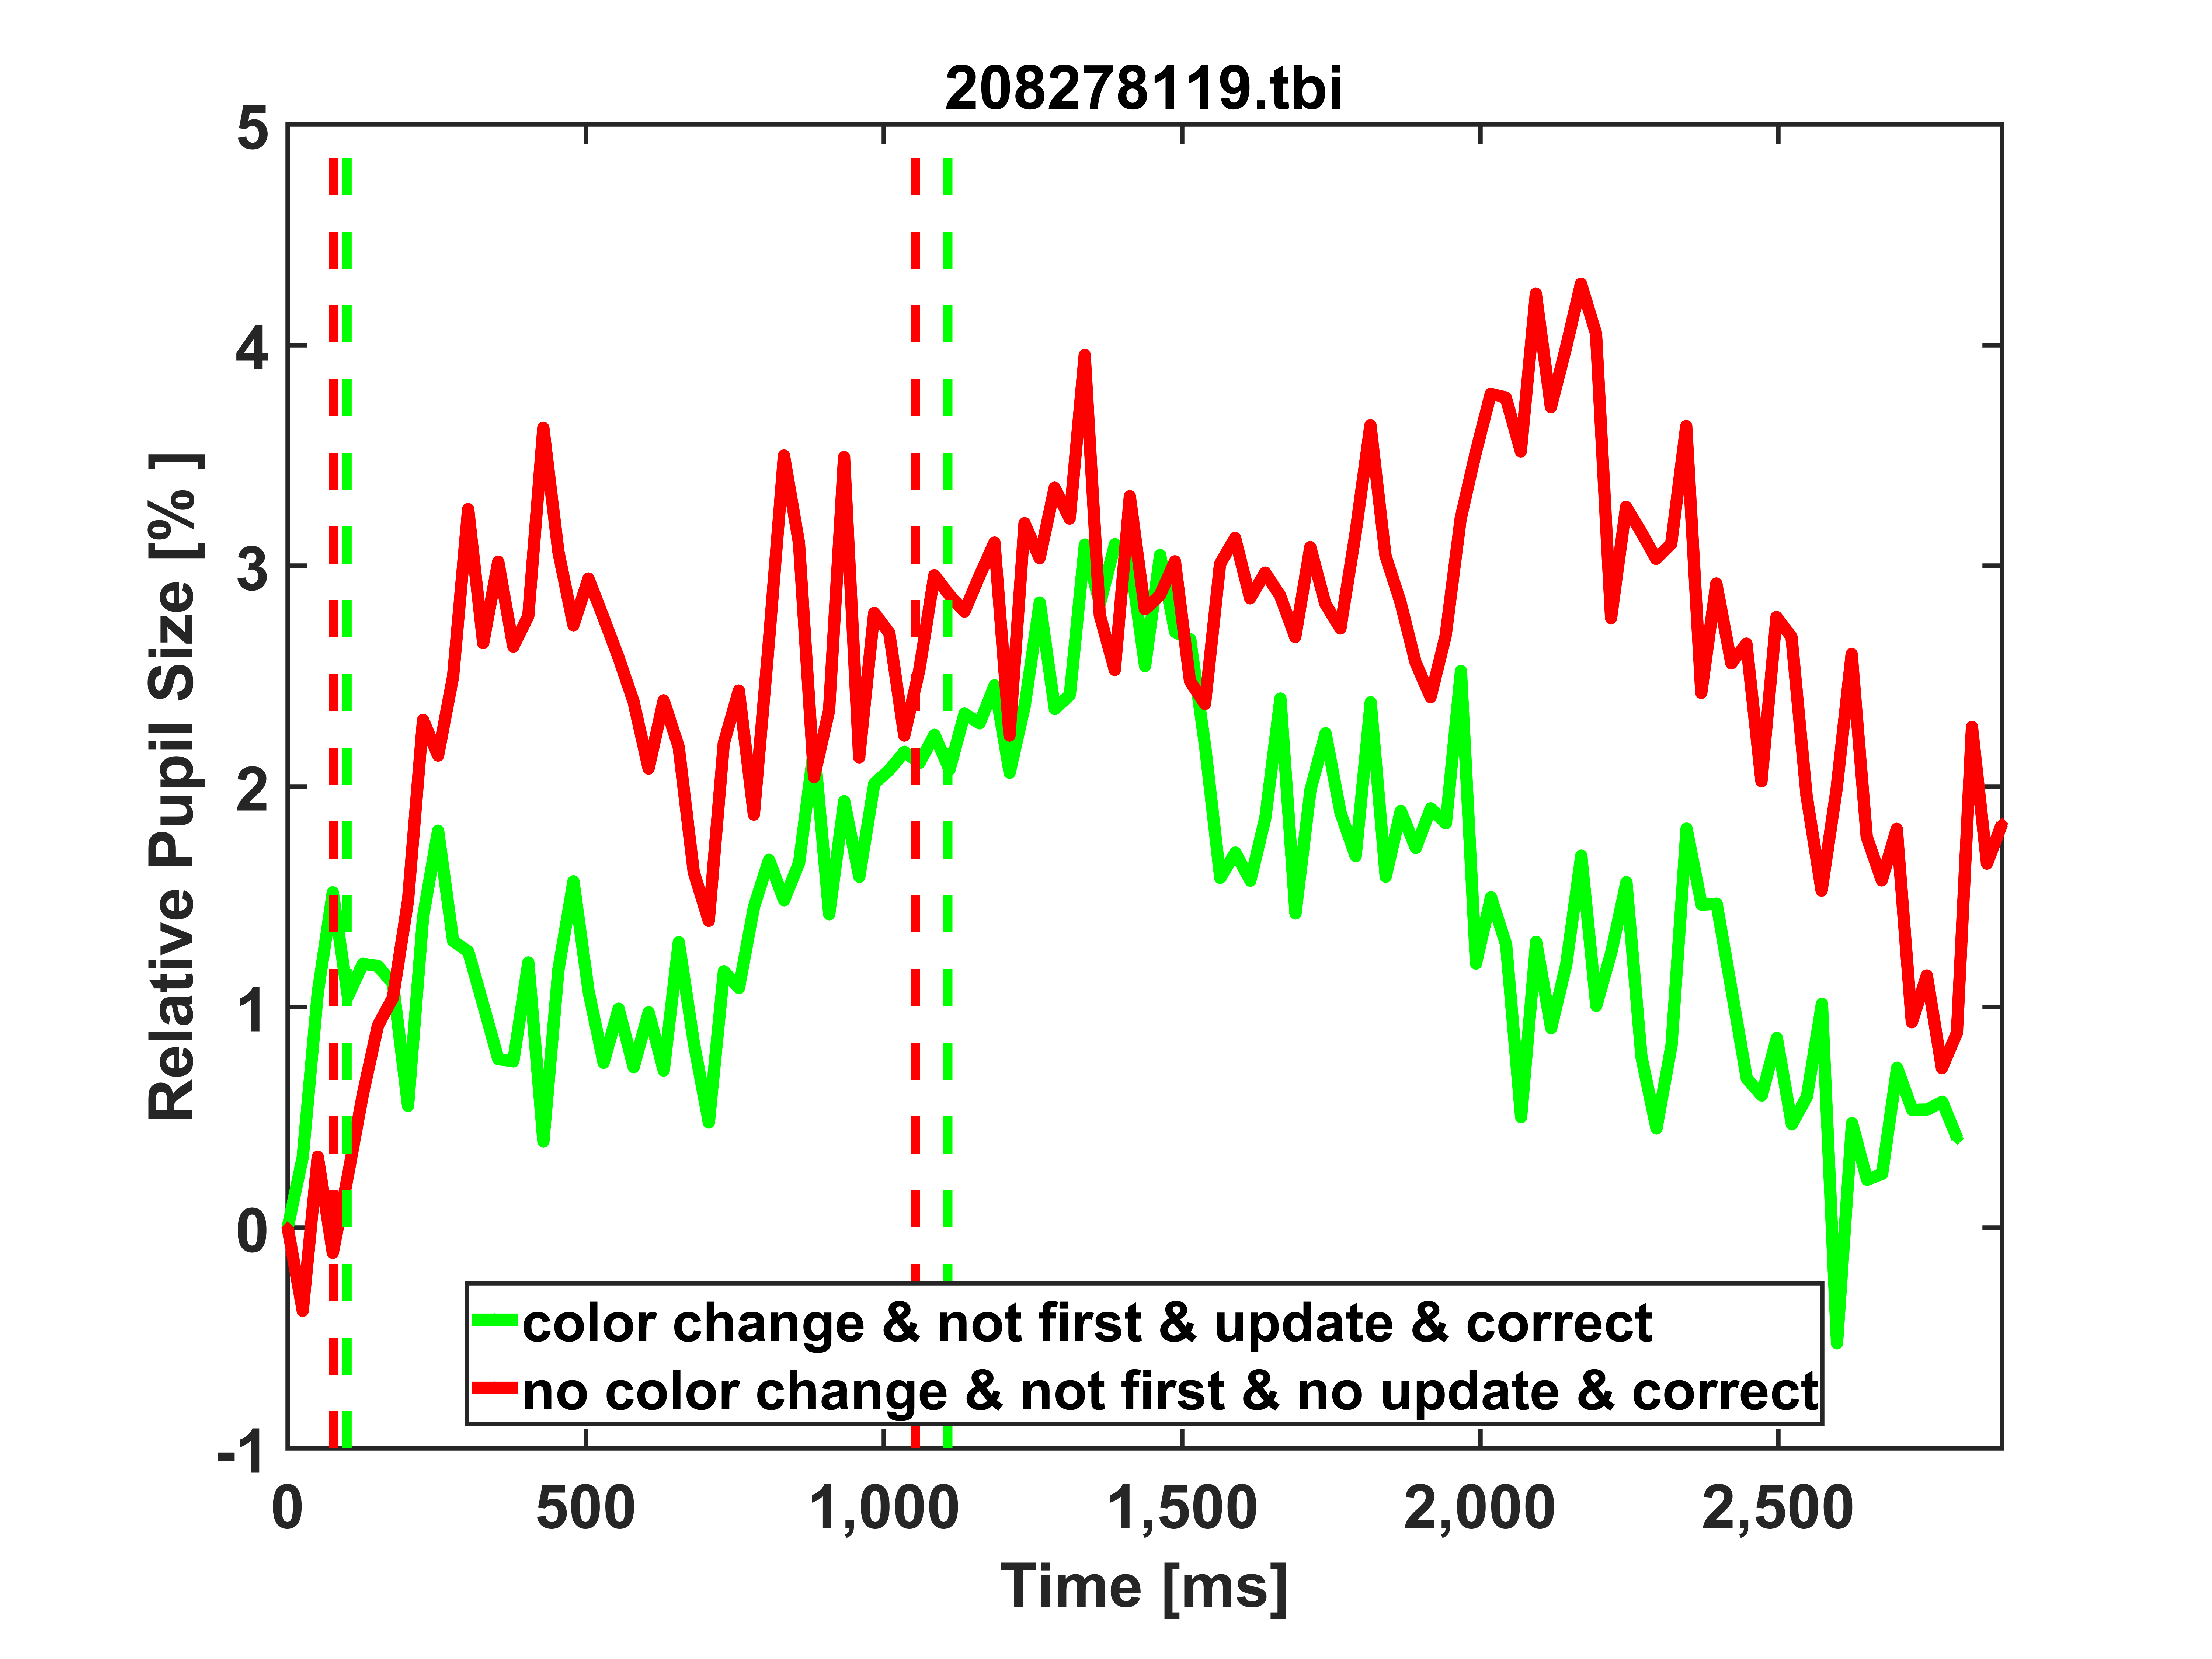 208278119.tbi
5
4
3
2
1
0
-1
Relative Pupil Size [% ]
0 500 1,000 1,500 2,000 2,500
Time [ms]
color change & not first & update & correct
no color change & not first & no update & correct